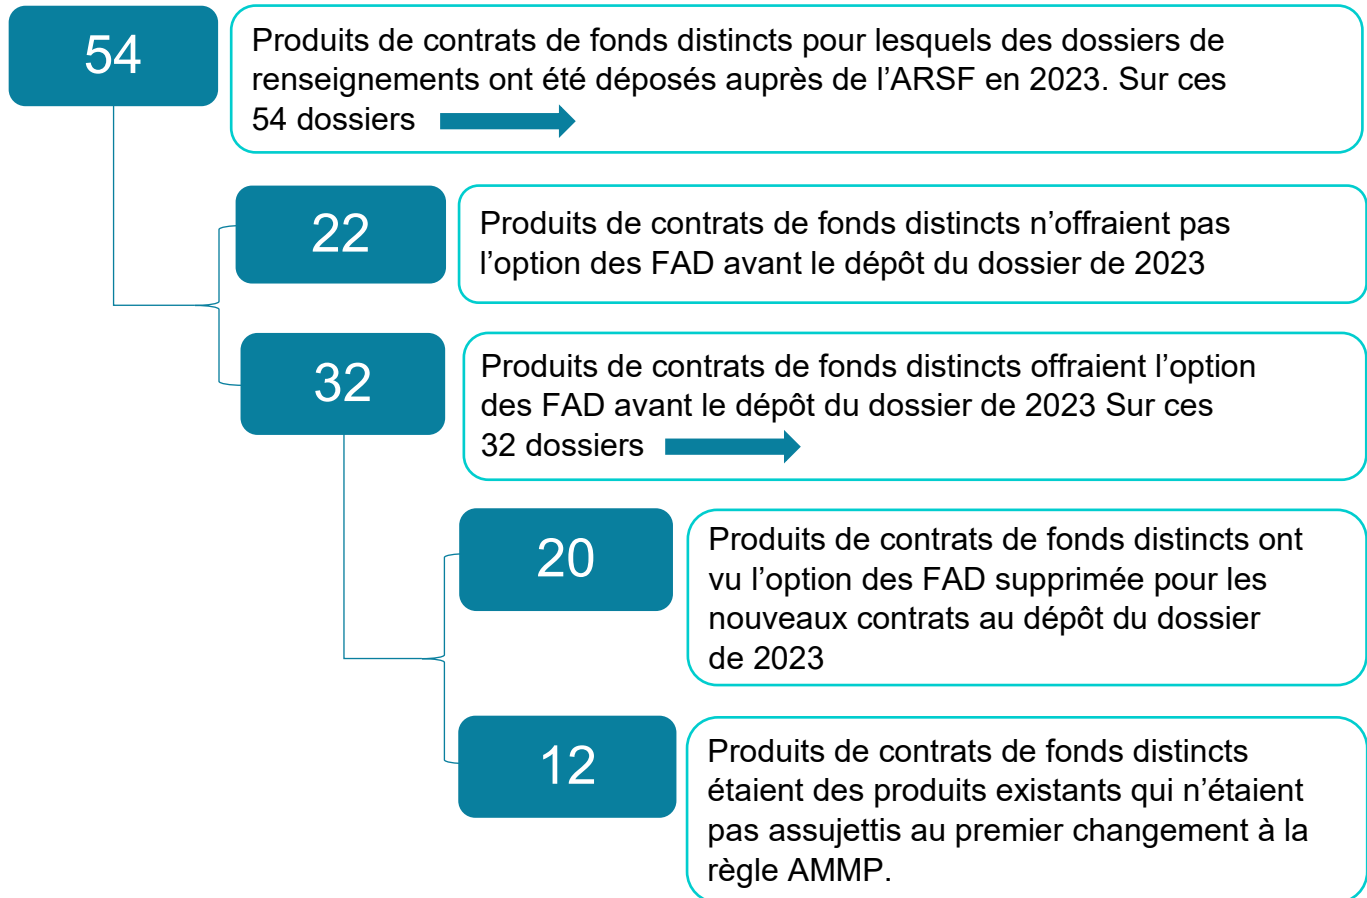 54
Produits de contrats de fonds distincts pour lesquels des dossiers de
renseignements ont été déposés auprès de l’ARSF en 2023. Sur ces
54 dossiers
22
Produits de contrats de fonds distincts n’offraient pas
l’option des FAD avant le dépôt du dossier de 2023
32
Produits de contrats de fonds distincts offraient l’option
des FAD avant le dépôt du dossier de 2023 Sur ces
32 dossiers
20
Produits de contrats de fonds distincts ont
vu l’option des FAD supprimée pour les
nouveaux contrats au dépôt du dossier
de 2023
12
Produits de contrats de fonds distincts
étaient des produits existants qui n’étaient
pas assujettis au premier changement à la
règle AMMP.